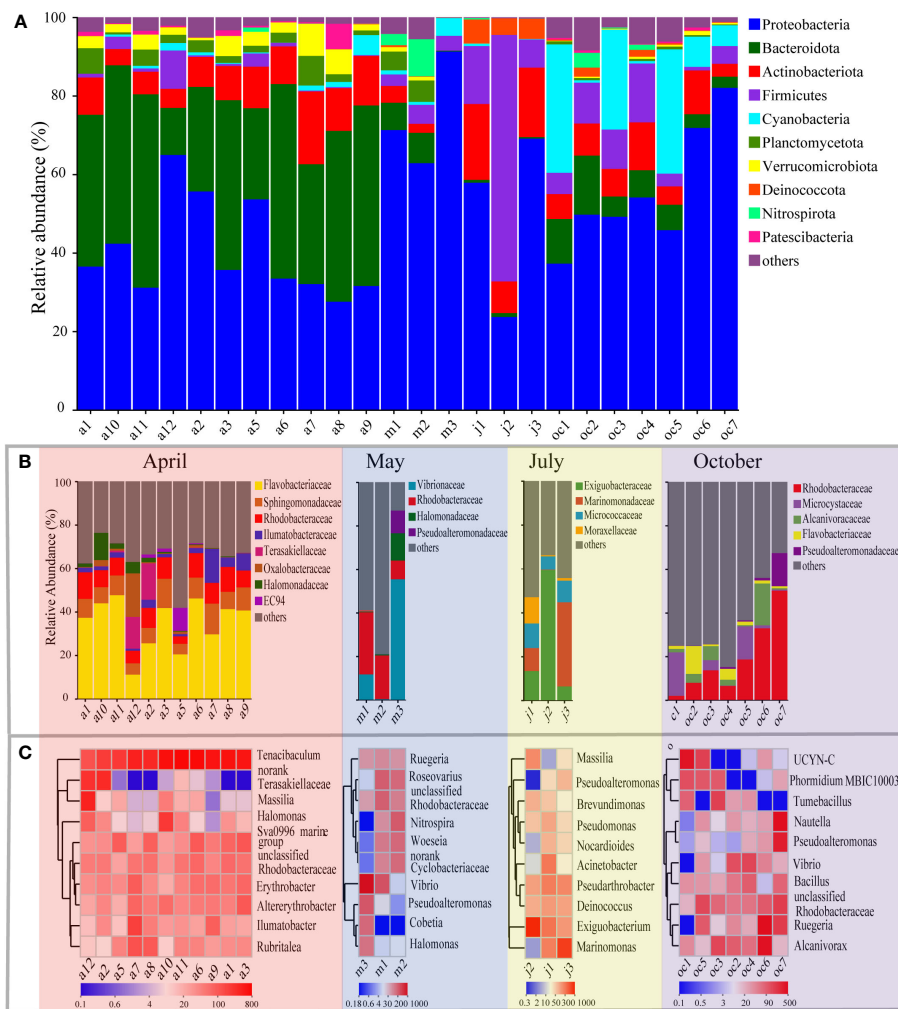 A
Relative abundance (%)
100
80
60
40
20
0
a1 a10 a11 a12 a2 a3 a5 a6 a7 a8 a9 m1 m2 m3 j1 j2 j3 oc1 oc2 oc3 oc4 oc5 oc6 oc7
Proteobacteria
Bacteroidota
Actinobacteriota
Firmicutes
Cyanobacteria
Planctomycetota
Verrucomicrobiota
Deinococcota
Nitrospirota
Patescibacteria
others
B
April
Relative Abundance (%)
100
80
60
40
20
0
a1 a10 a11 a12 a2 a3 a5 a6 a7 a8 a9
Flavobacteriaceae
Sphingomonadaceae
Rhodobacteraceae
Ilumatobacteraceae
Terasakiellaceae
Oxalobacteraceae
Halomonadaceae
EC94
others
May
m1 m2 m3
Vibrionaceae
Rhodobacteraceae
Halomonadaceae
Pseudoalteromonadaceae
others
July
j1 j2 j3
Exiguobacteraceae
Marinomonadaceae
Micrococcaceae
Moraxellaceae
others
October
c1 oc2 oc3 oc4 oc5 oc6 oc7
o
Rhodobacteraceae
Microcystaceae
Alcanivoracaceae
Flavobacteriaceae
Pseudoalteromonadaceae
others
C
Tenacibaculum
norank
Terasakiellaceae
Massilia
Halomonas
Sva0996 marine
group
unclassified
Rhodobacteraceae
Erythrobacter
Altererythrobacter
Ilumatobacter
Rubritalea
a12 a2 a5 a7 a8 a10 a11 a6 a9 a1 a3
0.1 0.6 4 20 100 800
Ruegeria
Roseovarius
unclassified
Rhodobacteraceae
Nitrospira
Woeseia
norank
Cyclobacteriaceae
Vibrio
Pseudoalteromonas
Cobetia
Halomonas
m3 m1 m2
0.18 0.6 4 30 200 1000
Massilia
Pseudoalteromonas
Brevundimonas
Pseudomonas
Nocardioides
Acinetobacter
Pseudarthrobacter
Deinococcus
Exiguobacterium
Marinomonas
j2 j1 j3
0.3 2 10 50 300 1000
UCYN-C
Phormidium MBIC10003
Tumebacillus
Nautella
Pseudoalteromonas
Vibrio
Bacillus
unclassified
Rhodobacteraceae
Ruegeria
Alcanivorax
oc1 oc5 oc3 oc2 oc4 oc6 oc7
0.1 0.5 3 20 90 500